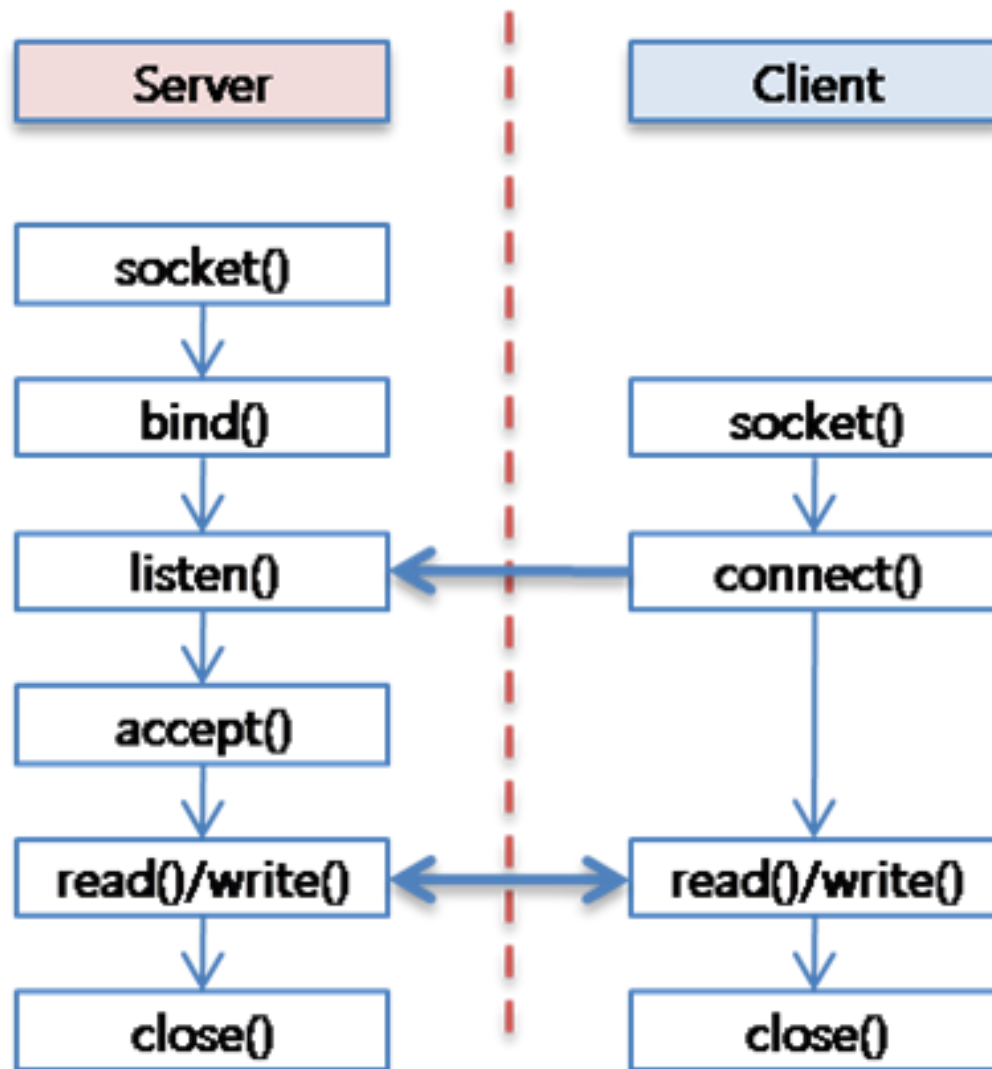 Server
Client
socket()
bind()
socket()
listen()
connect()
accept()
read()/write()
read()/write()
close()
close()